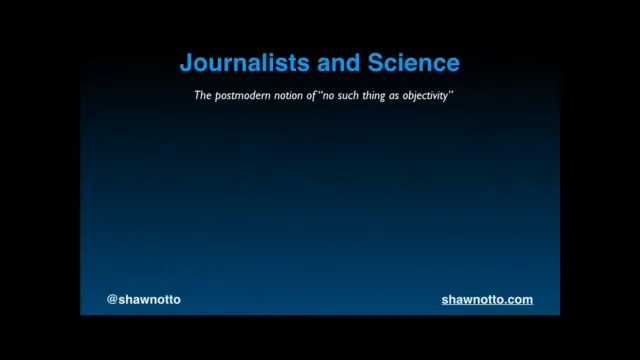 Journalists and Science
The postmodern notion of “no such thing as objectivity”
@shawnotto
shawnotto.com